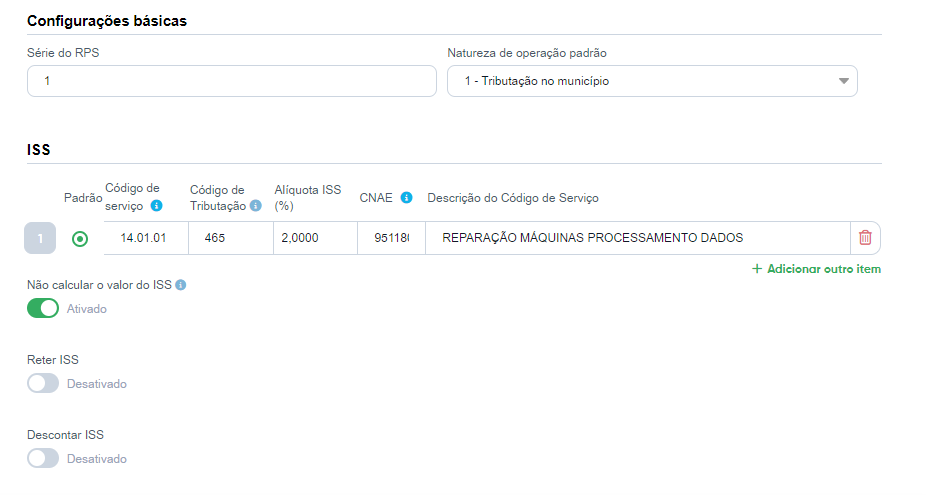 Configurações básicas
Série do RPS
Natureza de operação padrão
1
1 - Tributação no município
ISS
Padrão
Código de
serviço
Código de
Tributação
Alíquota ISS
(%)
CNAE
Descrição do Código de Serviço
1
14.01.01
465
2,0000
REPARAÇÃO MÁQUINAS PROCESSAMENTO DADOS
+ Adicionar outro item
Não calcular o valor do ISS
Ativado
Reter ISS
Desativado
Descontar ISS
Desativado